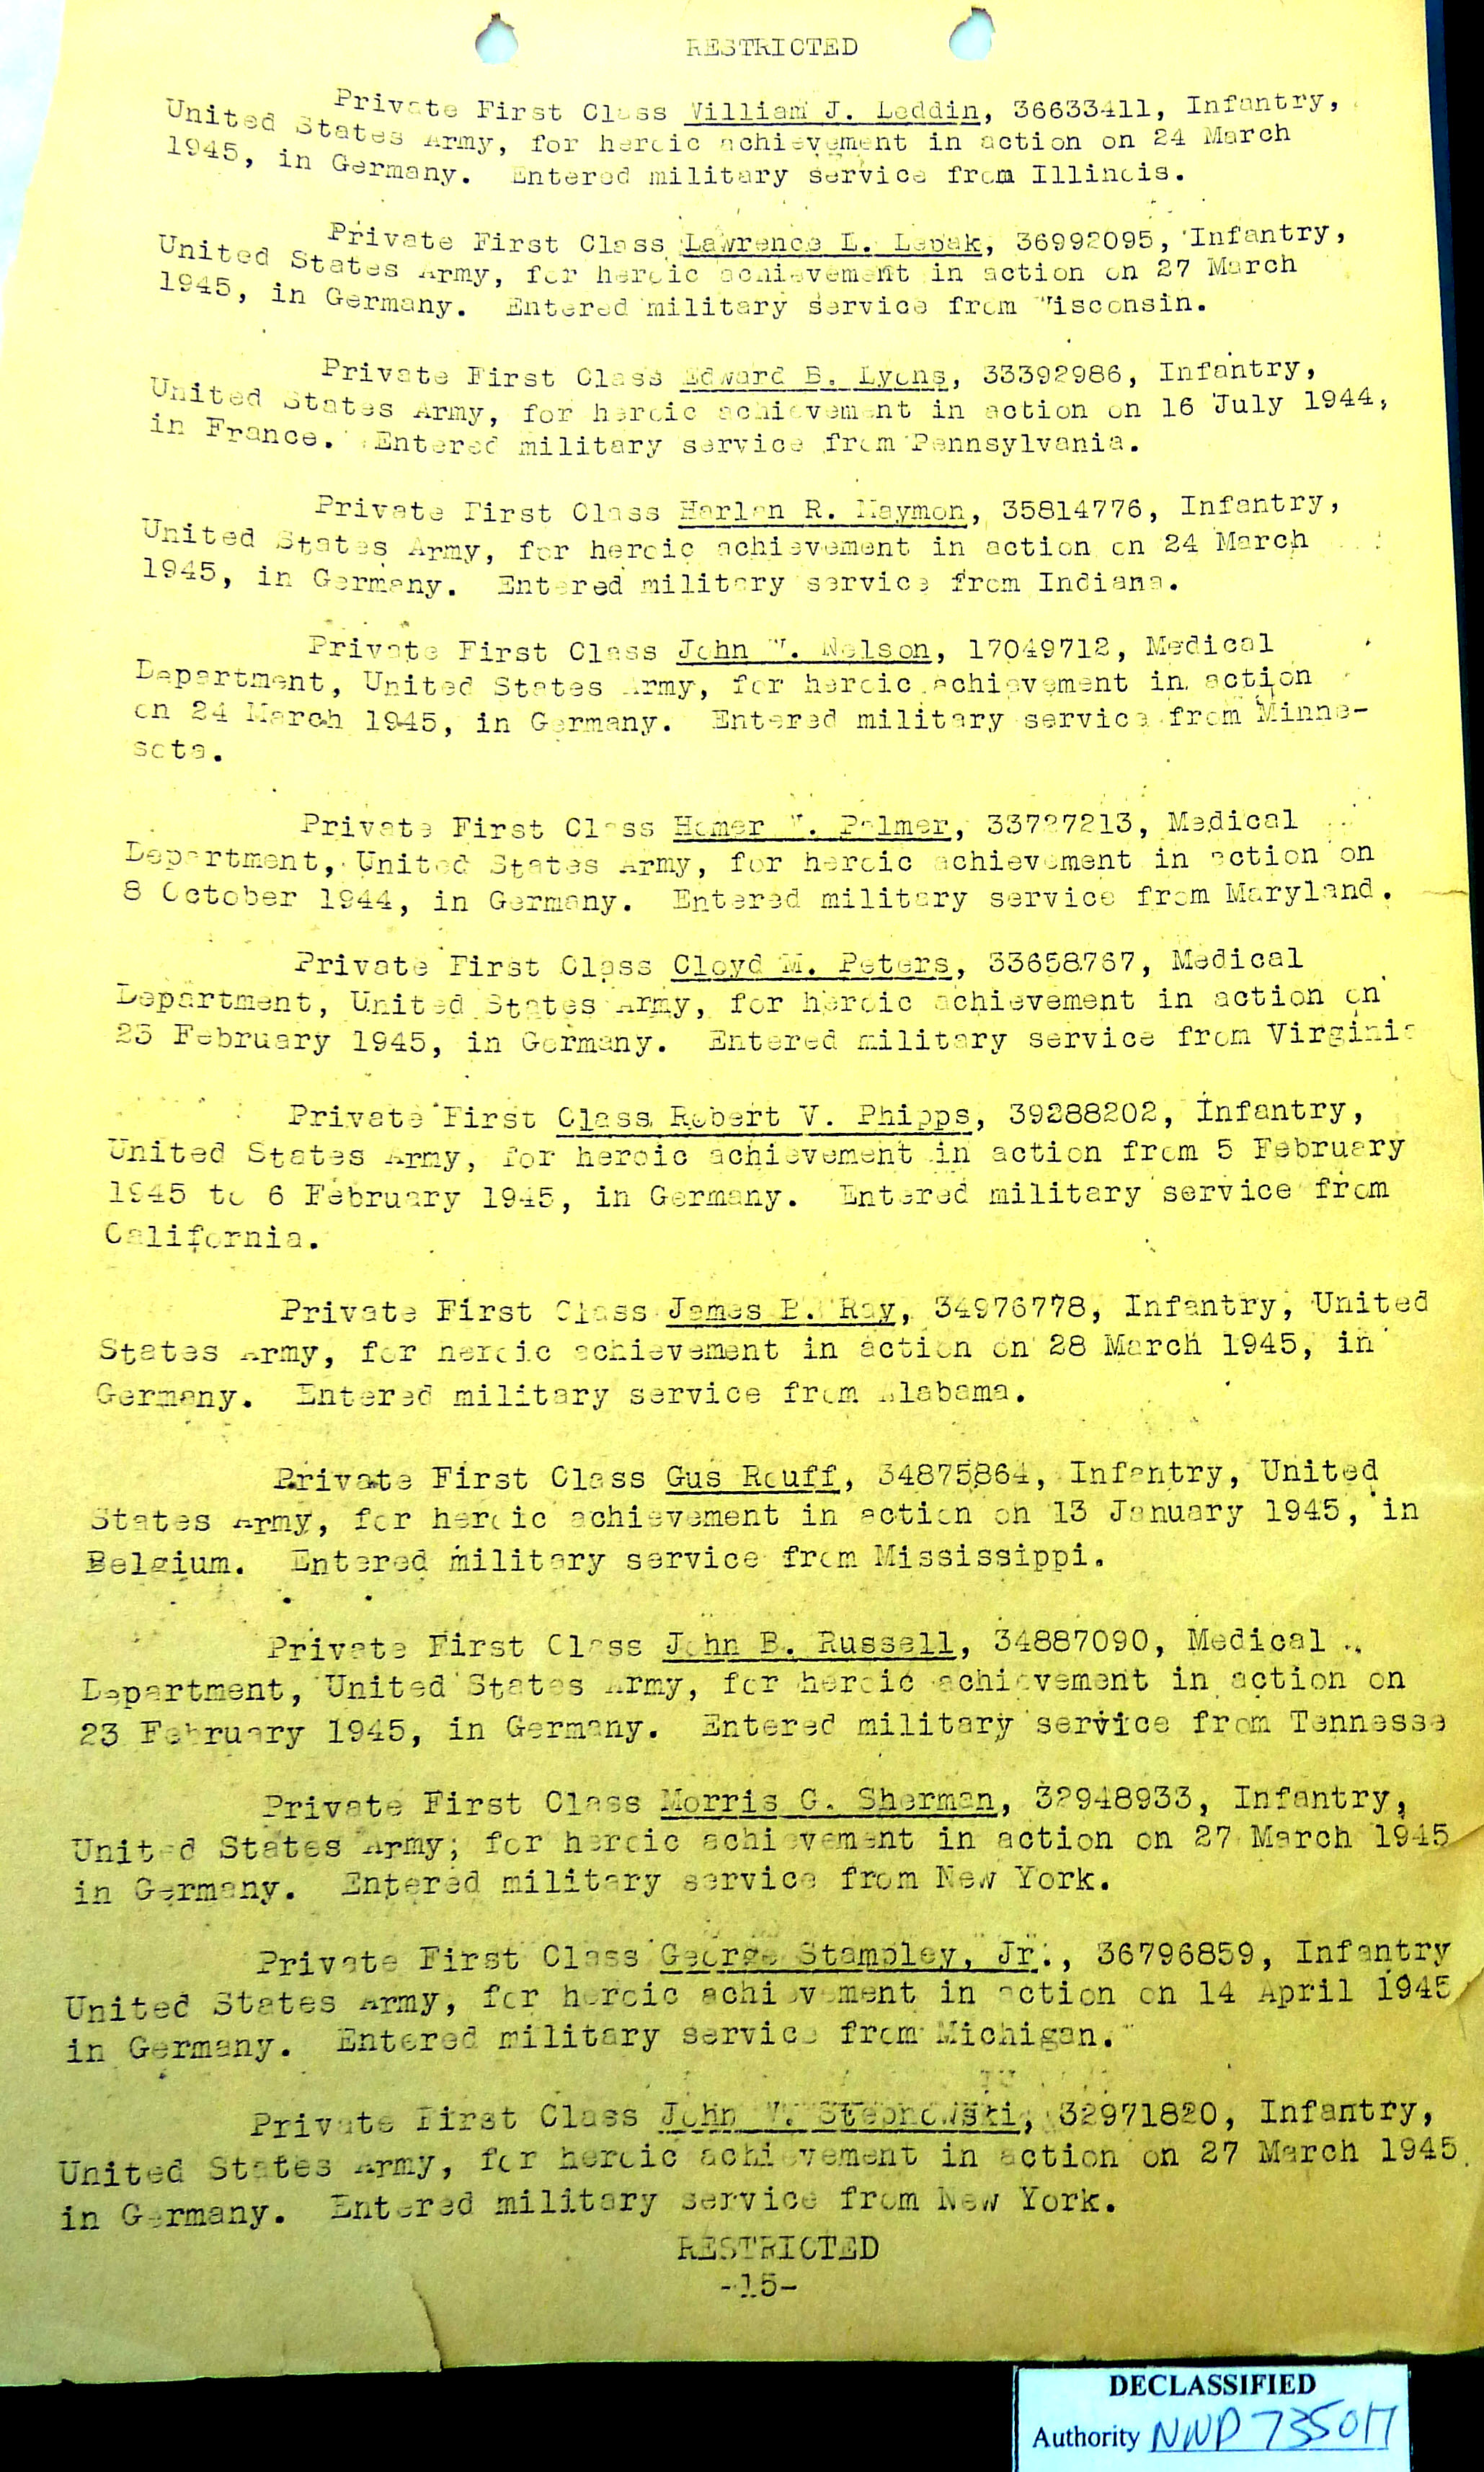 RESTRICTED
Private First Class William J. Leddin, 36633411, Infantry,
United States Army, for heroic achievement in action on 24 March
1945, in Germany. Entered military service from Illinois.
Private First Class Lawrence L. Lepak, 36992095, Infantry,
United States Army, for heroic achievement in action on 27 March
1945, in Germany. Entered military service from Wisconsin.
Private First Class Edward B. Lyons, 33392986, Infantry,
United States Army, for heroic achievement in action on 16 July 1944,
in France. Entered military service from Pennsylvania.
Private First Class Harlan R. 35814776, Infantry,
United States Army, for heroic achievement in action on 24 March
1945, in Germany. Entered military service from Indiana.
Private First Class John Nelson, 17049712, Medical
Department, United States Army, for heroic achievement in action
on 24 March 1945, in Germany. Entered military service from Minne-
sota.
Private First Class Homer Palmer, 33727213, Medical
Department, United States Army, for heroic achievement in action on
8 October 1944, in Germany. Entered military service from Maryland.
Private First Class Cloyd M. Peters, 33658767, Medical
Department, United States Army, for heroic achievement in action on
23 February 1945, in Germany. Entered military service from Virginia
Private First Class Robert V. Phipps, 39288202, Infantry,
United States Army, for heroic achievement in action from 5 February
1945 to 6 February 1945, in Germany. Entered military service from
California.
Private First Class James P. Ray, 34976778, Infantry, United
States Army, for heroic achievement in action on 28 March 1945, in
Germany. Entered military service from Alabama.
Private First Class Gus Rouff, 34875864, Infantry, United
States Army, for heroic achievement in action on 13 January 1945, in
Belgium. Entered military service from Mississippi.
Private First Class John B. Russell, 34887090, Medical
Department, United States Army, for heroic achievement in action on
23 February 1945, in Germany. Entered military service from Tennesse
Private First Class Morris G. Sherman, 32948933, Infantry,
United States Army; for heroic achievement in action on 27 March 1945
in Germany. Entered military service from New York.
Private First Class George Stampley, Jr., 36796859, Infantry
United States Army, for heroic achievement in action on 14 April 1945
in Germany. Entered military service from Michigan.
Private First Class John Stephowski, 32971820, Infantry,
United States Army, for heroic achievement in action on 27 March 1945
in Germany. Entered military service from New York.
RESTRICTED
-15-
DECLASSIFIED
Authority NND 735017